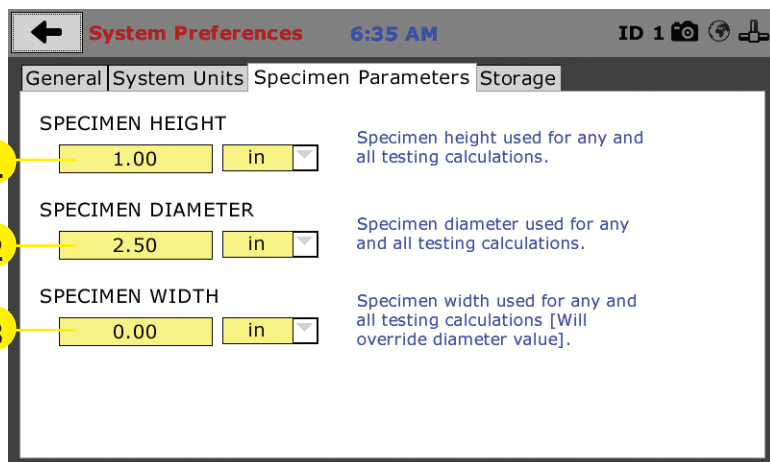 System Preferences 6:35 AM ID 1
General System Units Specimen Parameters Storage
SPECIMEN HEIGHT
1.00 in
Specimen height used for any and
all testing calculations.
SPECIMEN DIAMETER
2.50 in
Specimen diameter used for any
and all testing calculations.
SPECIMEN WIDTH
0.00 in
Specimen width used for any and
all testing calculations [Will
override diameter value].